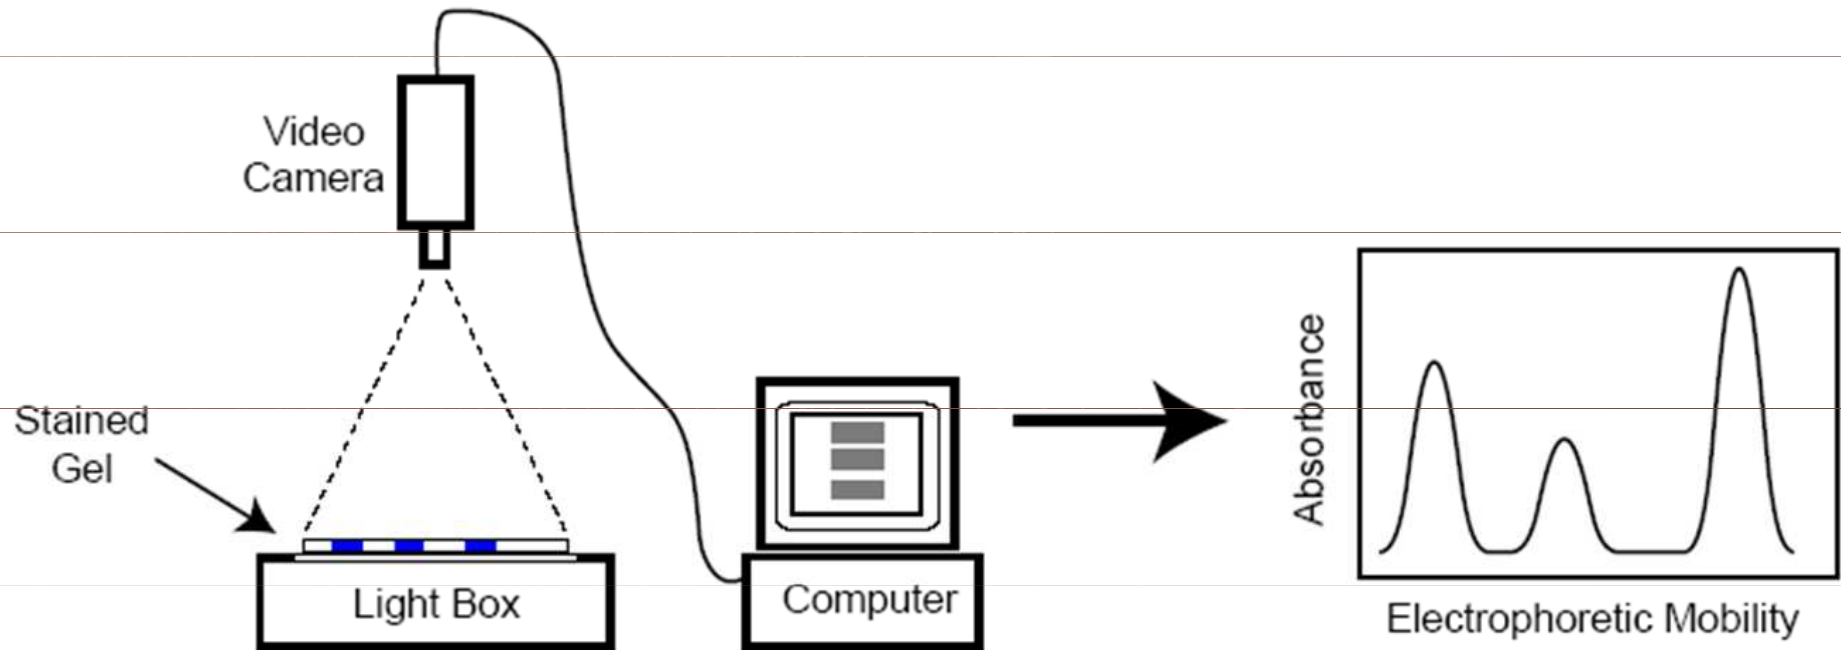 Video
Camera
Stained
Gel
Light Box
Computer
Absorbance
Electrophoretic Mobility